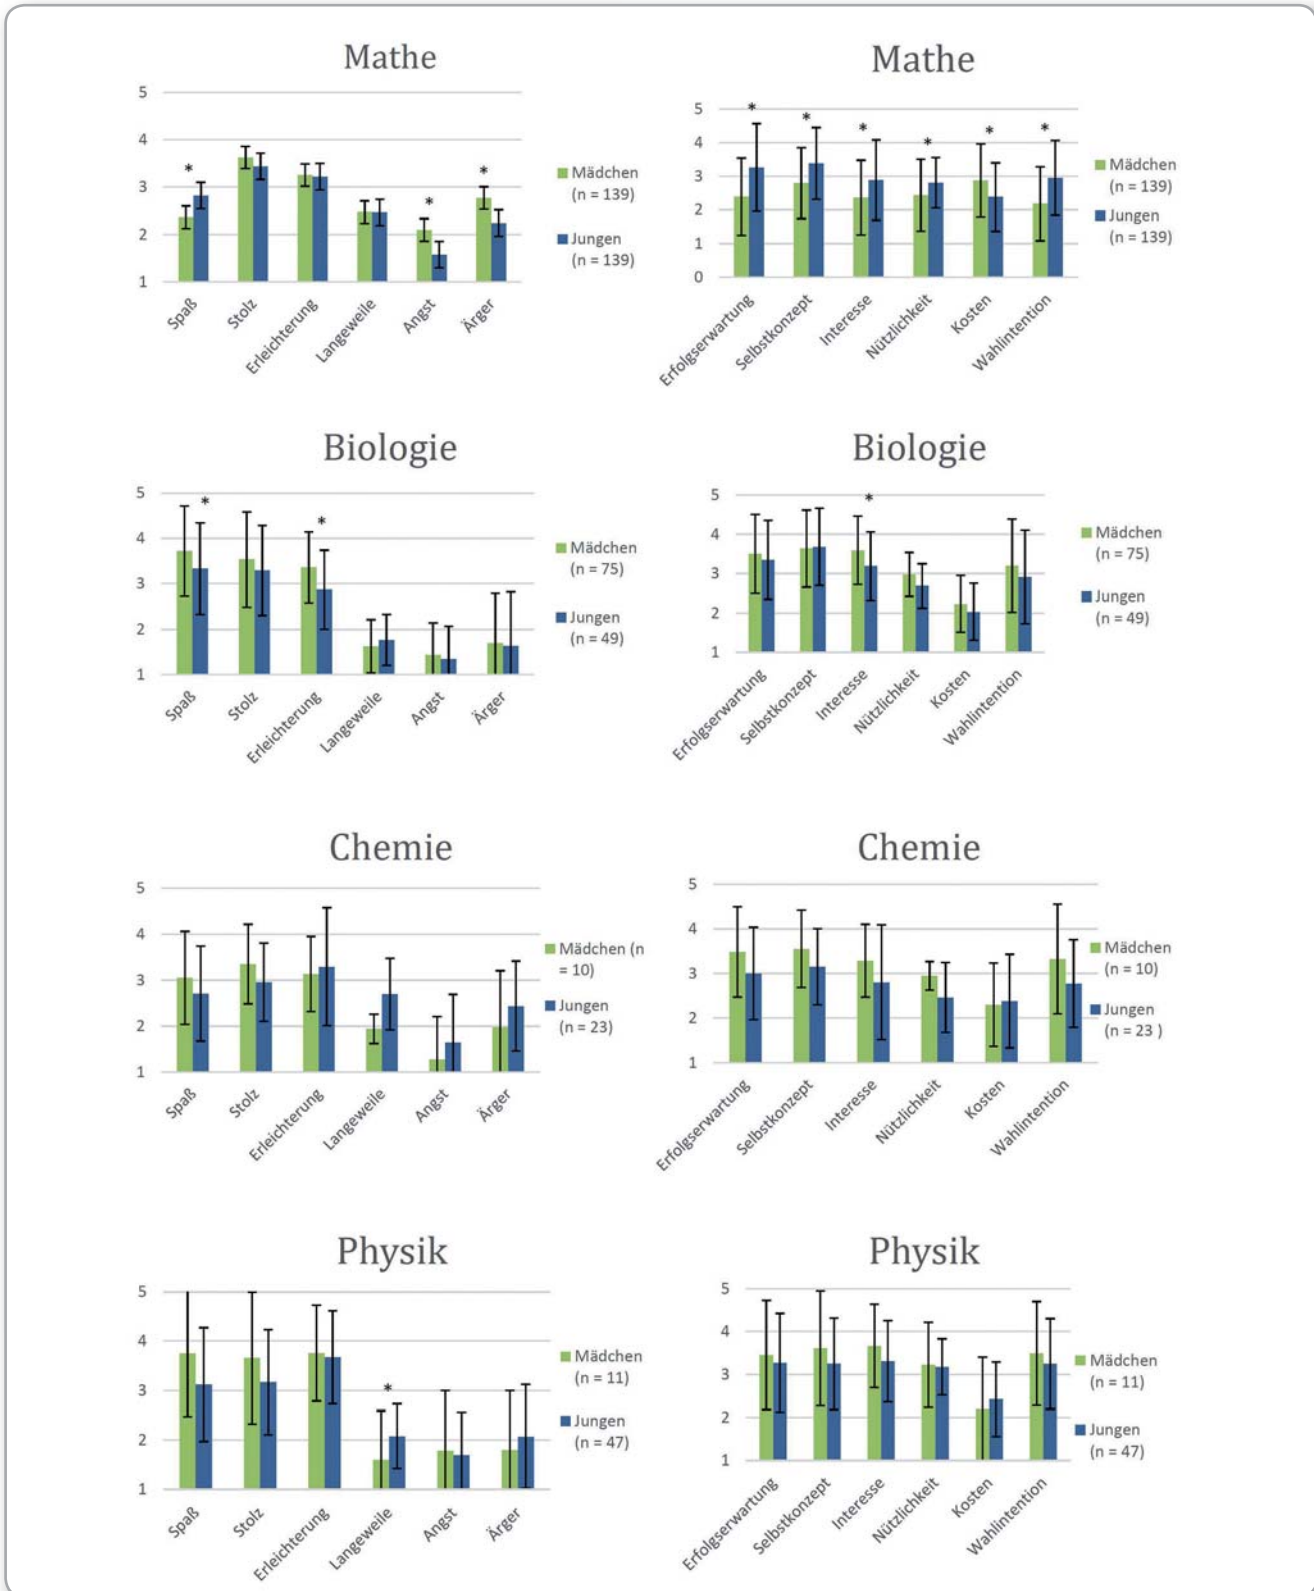 Mathe
5
4
3
2
1
*
*
*
Spaß
Stolz
Erleichterung
Langeweile
Angst
Ärger
Mädchen
(n = 139)
Jungen
(n = 139)
Mathe
5
4
3
2
1
0
*
*
*
*
*
*
Erfolgserwartung
Selbstkonzept
Interesse
Nützlichkeit
Kosten
Wahlintention
Mädchen
(n = 139)
Jungen
(n = 139)
Biologie
5
4
3
2
1
*
*
Spaß
Stolz
Erleichterung
Langeweile
Angst
Ärger
Mädchen
(n = 75)
Jungen
(n = 49)
Biologie
5
4
3
2
1
*
Erfolgserwartung
Selbstkonzept
Interesse
Nützlichkeit
Kosten
Wahlintention
Mädchen
(n = 75)
Jungen
(n = 49)
Chemie
5
4
3
2
1
Spaß
Stolz
Erleichterung
Langeweile
Angst
Ärger
Mädchen (n
= 10)
Jungen
(n = 23)
Chemie
5
4
3
2
1
Erfolgserwartung
Selbstkonzept
Interesse
Nützlichkeit
Kosten
Wahlintention
Mädchen
(n = 10)
Jungen
(n = 23 )
Physik
5
4
3
2
1
*
Spaß
Stolz
Erleichterung
Langeweile
Angst
Ärger
Mädchen
(n = 11)
Jungen
(n = 47)
Physik
5
4
3
2
1
Erfolgserwartung
Selbstkonzept
Interesse
Nützlichkeit
Kosten
Wahlintention
Mädchen
(n = 11)
Jungen
(n = 47)